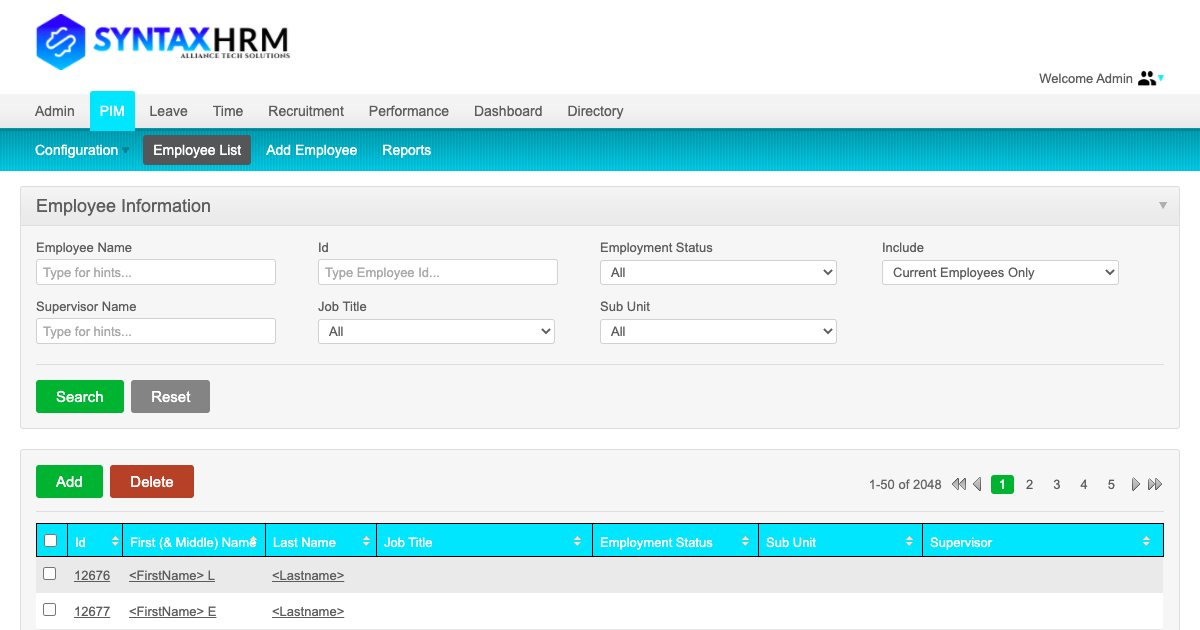 SYNTAXHRM
ALLIANCE TECH SOLUTIONS
Welcome Admin
Admin PIM Leave Time Recruitment Performance Dashboard Directory
Configuration Employee List Add Employee Reports
Employee Information
Employee Name Id Employment Status Include
Type for hints... Type Employee Id... All Current Employees Only
Supervisor Name Job Title Sub Unit
Type for hints... All All
Search Reset
Add Delete 1-50 of 2048 1 2 3 4 5
Id First (& Middle) Name Last Name Job Title Employment Status Sub Unit Supervisor
12676 <FirstName> L <Lastname>
12677 <FirstName> E <Lastname>